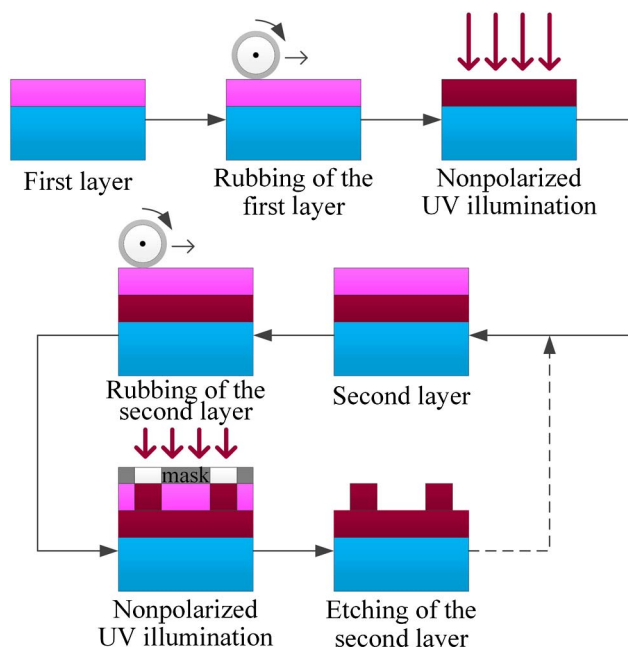 First layer
Rubbing of the
first layer
Nonpolarized
UV illumination
Rubbing of the
second layer
Second layer
mask
Nonpolarized
UV illumination
Etching of the
second layer